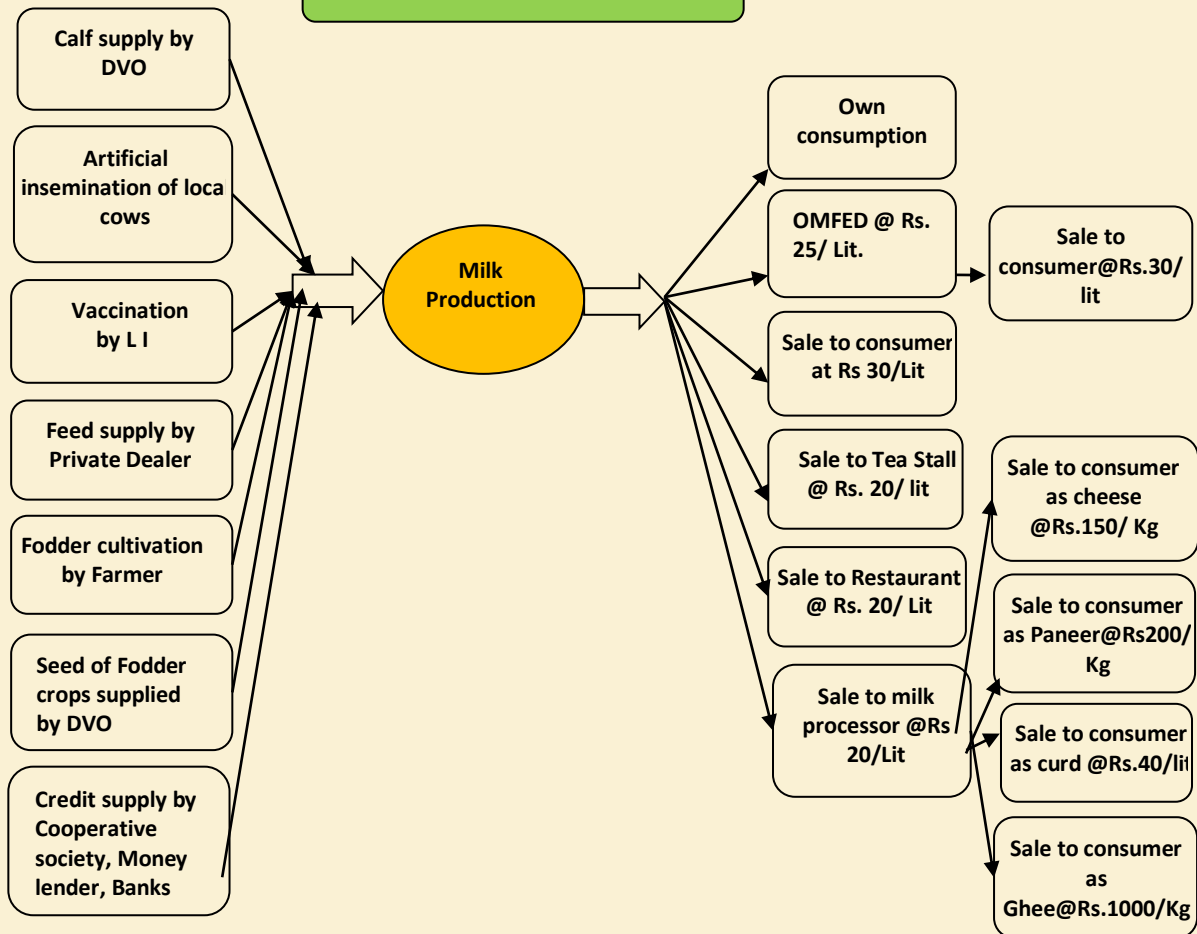 Calf supply by
DVO
Artificial
insemination of loca
cows
Vaccination
by L I
Feed supply by
Private Dealer
Fodder cultivation
by Farmer
Seed of Fodder
crops supplied
by DVO
Credit supply by
Cooperative
society, Money
lender, Banks
Milk
Production
Own
consumption
OMFED @ Rs.
25/ Lit.
Sale to consumer
at Rs 30/Lit
Sale to Tea Stall
@ Rs. 20/ lit
Sale to Restaurant
@ Rs. 20/ Lit
Sale to milk
processor @Rs
20/Lit
Sale to
consumer@Rs.30/
lit
Sale to consumer
as cheese
@Rs.150/ Kg
Sale to consumer
as Paneer@Rs200/
Kg
Sale to consumer
as curd @Rs.40/lit
Sale to consumer
as
Ghee@Rs.1000/Kg